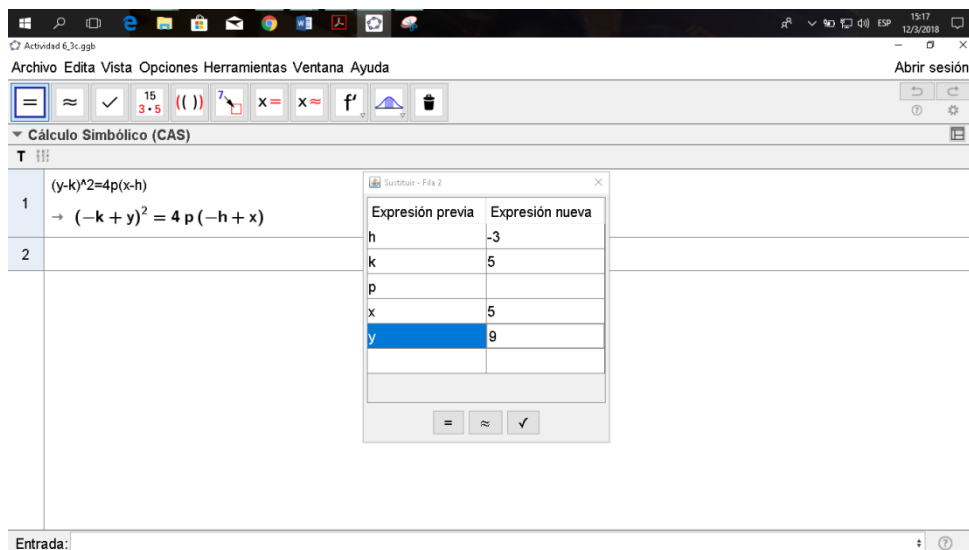 15:17
ESP
12/3/2018
Actividad 6_3c.ggb
Archivo Edita Vista Opciones Herramientas Ventana Ayuda
Abrir sesión
= ≈ ✓ 15 3·5 (( )) 7 x = x ≈ f′
Cálculo Simbólico (CAS)
T
1
(y-k)^2=4p(x-h)
→ (−k + y)² = 4 p (−h + x)
2
Sustituir - Fila 2
Expresión previa Expresión nueva
h -3
k 5
p
x 5
y 9
= ≈ ✓
Entrada: